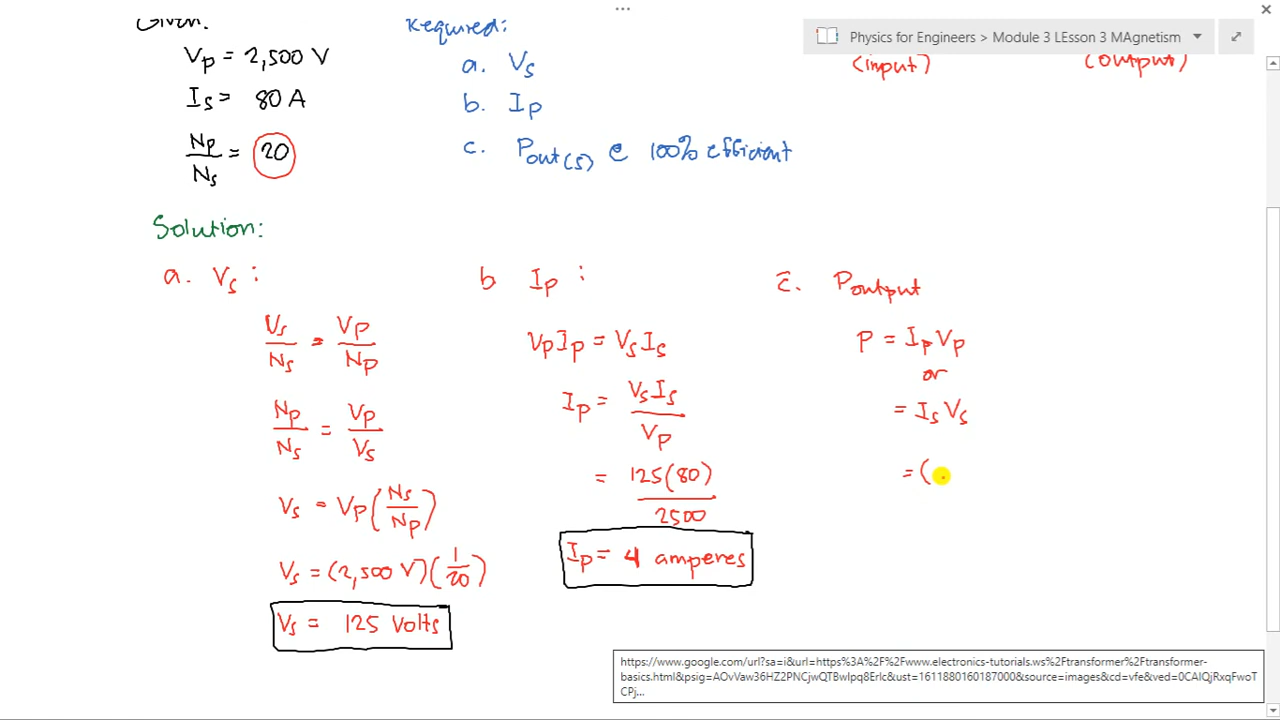 ...
Given:
Required:
Physics for Engineers > Module 3 LEsson 3 MAgnetism
Vp = 2,500 V
a. Vs
(input)
(output)
Is = 80 A
b. Ip
Np/Ns = 20
c. Pout(s) @ 100% efficient
Solution:
a. Vs :
Vs/Ns = Vp/Np
Np/Ns = Vp/Vs
Vs = Vp(Ns/Np)
Vs = (2,500 V)(1/20)
Vs = 125 Volts
b Ip :
VpIp = VsIs
Ip = VsIs/Vp
= 125(80)/2500
Ip = 4 amperes
c. Poutput
P = IpVp
or
= IsVs
= (
https://www.google.com/url?sa=i&url=https%3A%2F%2Fwww.electronics-tutorials.ws%2Ftransformer%2Ftransformer-
basics.html&psig=AOvVaw36HZ2PNCjwQTBwIpq8Erlc&ust=1611880160187000&source=images&cd=vfe&ved=0CAIQjRxqFwoT
CPj...